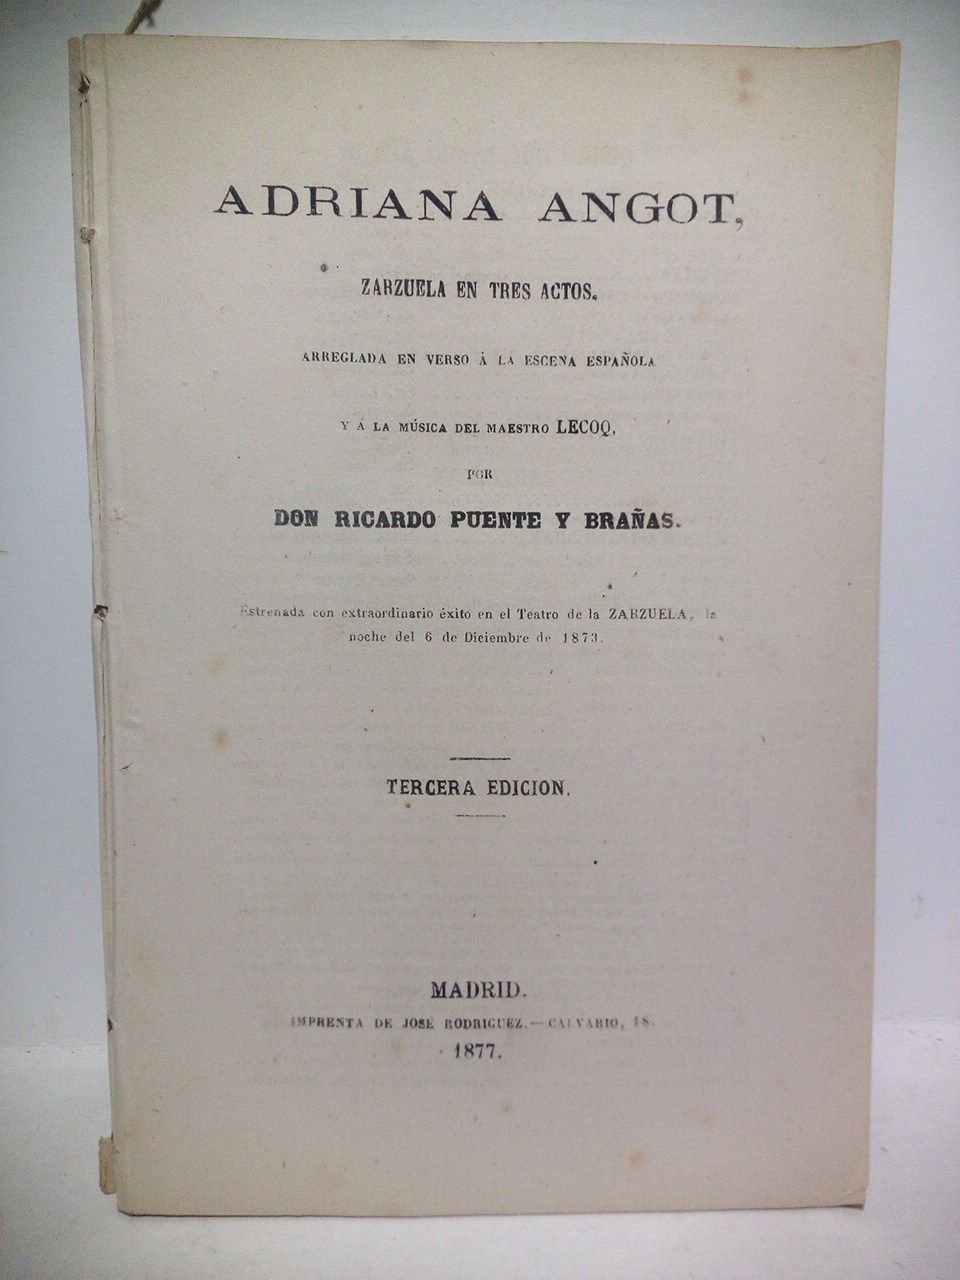 ADRIANA ANGOT,
ZARZUELA EN TRES ACTOS.
ARREGLADA EN VERSO Á LA ESCENA ESPAÑOLA
Y Á LA MÚSICA DEL MAESTRO LECOQ,
POR
DON RICARDO PUENTE Y BRAÑAS.
Estrenada con extraordinario éxito en el Teatro de la ZARZUELA, la
noche del 6 de Diciembre de 1873.
TERCERA EDICION.
MADRID.
IMPRENTA DE JOSÉ RODRIGUEZ.—CALVARIO, 18.
1877.